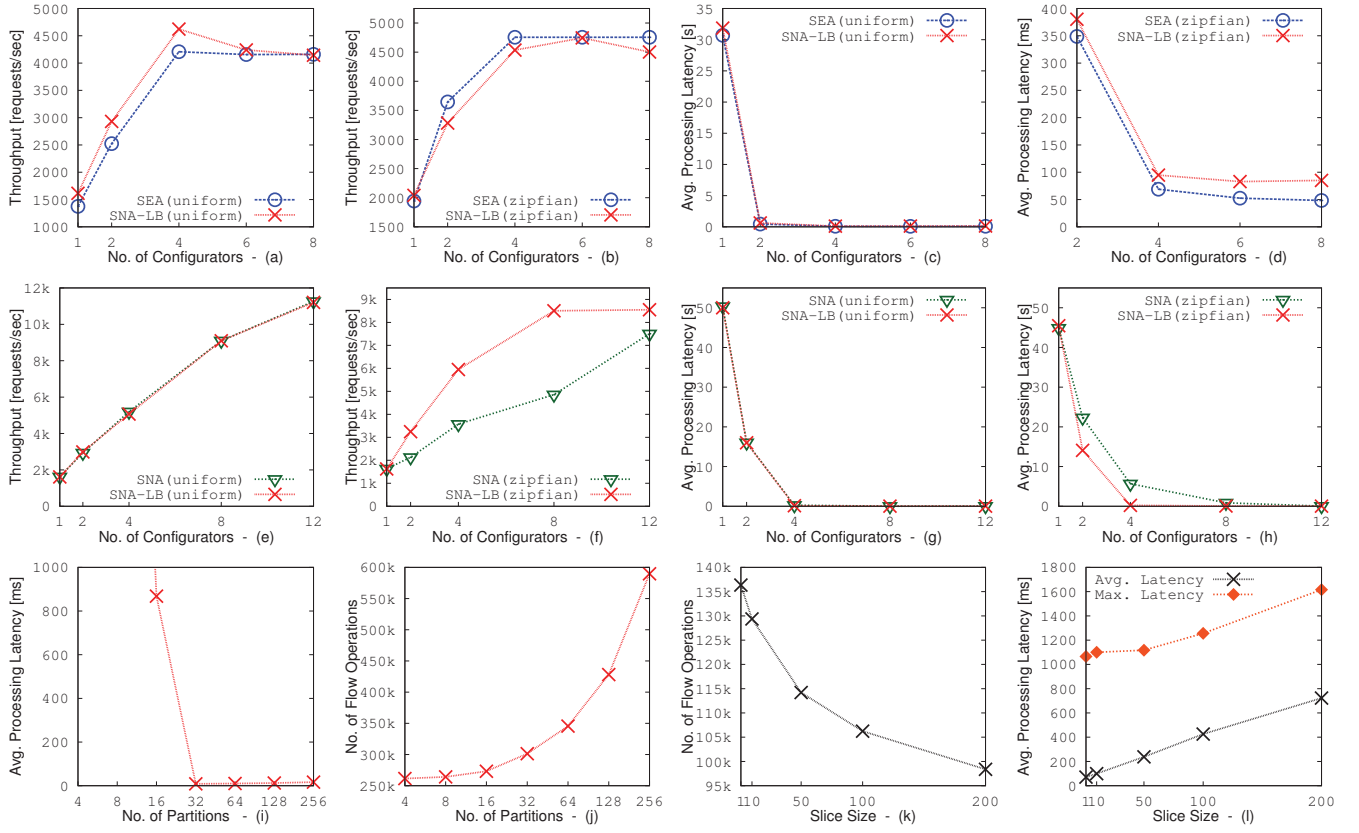 5000
4500
4000
3500
3000
2500
2000
1500
1000
Throughput [requests/sec]
SEA(uniform)
SNA-LB(uniform)
1 2 4 6 8
No. of Configurators - (a)
5000
4500
4000
3500
3000
2500
2000
1500
Throughput [requests/sec]
SEA(zipfian)
SNA-LB(zipfian)
1 2 4 6 8
No. of Configurators - (b)
35
30
25
20
15
10
5
0
Avg. Processing Latency [s]
SEA(uniform)
SNA-LB(uniform)
1 2 4 6 8
No. of Configurators - (c)
400
350
300
250
200
150
100
50
0
Avg. Processing Latency [ms]
SEA(zipfian)
SNA-LB(zipfian)
2 4 6 8
No. of Configurators - (d)
12k
10k
8k
6k
4k
2k
0
Throughput [requests/sec]
SNA(uniform)
SNA-LB(uniform)
1 2 4 8 12
No. of Configurators - (e)
9k
8k
7k
6k
5k
4k
3k
2k
1k
0
Throughput [requests/sec]
SNA(zipfian)
SNA-LB(zipfian)
1 2 4 8 12
No. of Configurators - (f)
50
40
30
20
10
0
Avg. Processing Latency [s]
SNA(uniform)
SNA-LB(uniform)
1 2 4 8 12
No. of Configurators - (g)
50
40
30
20
10
0
Avg. Processing Latency [s]
SNA(zipfian)
SNA-LB(zipfian)
1 2 4 8 12
No. of Configurators - (h)
1000
800
600
400
200
0
Avg. Processing Latency [ms]
4 8 16 32 64 128 256
No. of Partitions - (i)
600k
550k
500k
450k
400k
350k
300k
250k
No. of Flow Operations
4 8 16 32 64 128 256
No. of Partitions - (j)
140k
135k
130k
125k
120k
115k
110k
105k
100k
95k
No. of Flow Operations
1 10 50 100 200
Slice Size - (k)
1800
1600
1400
1200
1000
800
600
400
200
0
Avg. Processing Latency [ms]
Avg. Latency
Max. Latency
1 10 50 100 200
Slice Size - (l)